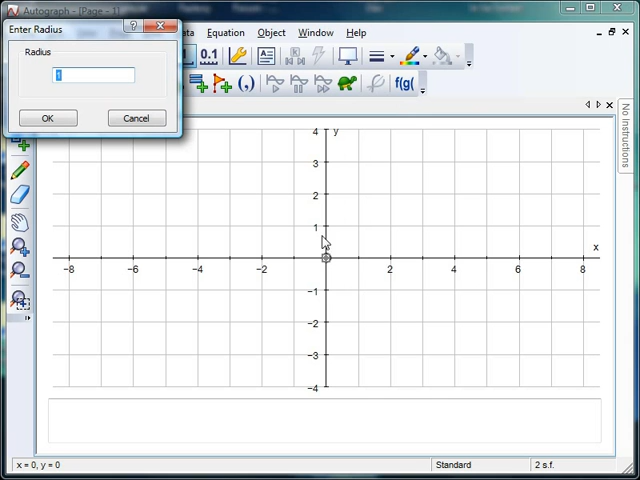 Autograph - [Page - 1]
Enter Radius
?
Radius
1
OK
Cancel
Data Equation Object Window Help
0.1
(,) f(g(
No Instructions
y
x
4
3
2
1
−8 −6 −4 −2 2 4 6 8
−1
−2
−3
−4
x = 0, y = 0
Standard
2 s.f.